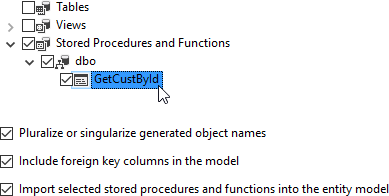 Tables
Views
Stored Procedures and Functions
dbo
GetCustById
Pluralize or singularize generated object names
Include foreign key columns in the model
Import selected stored procedures and functions into the entity model